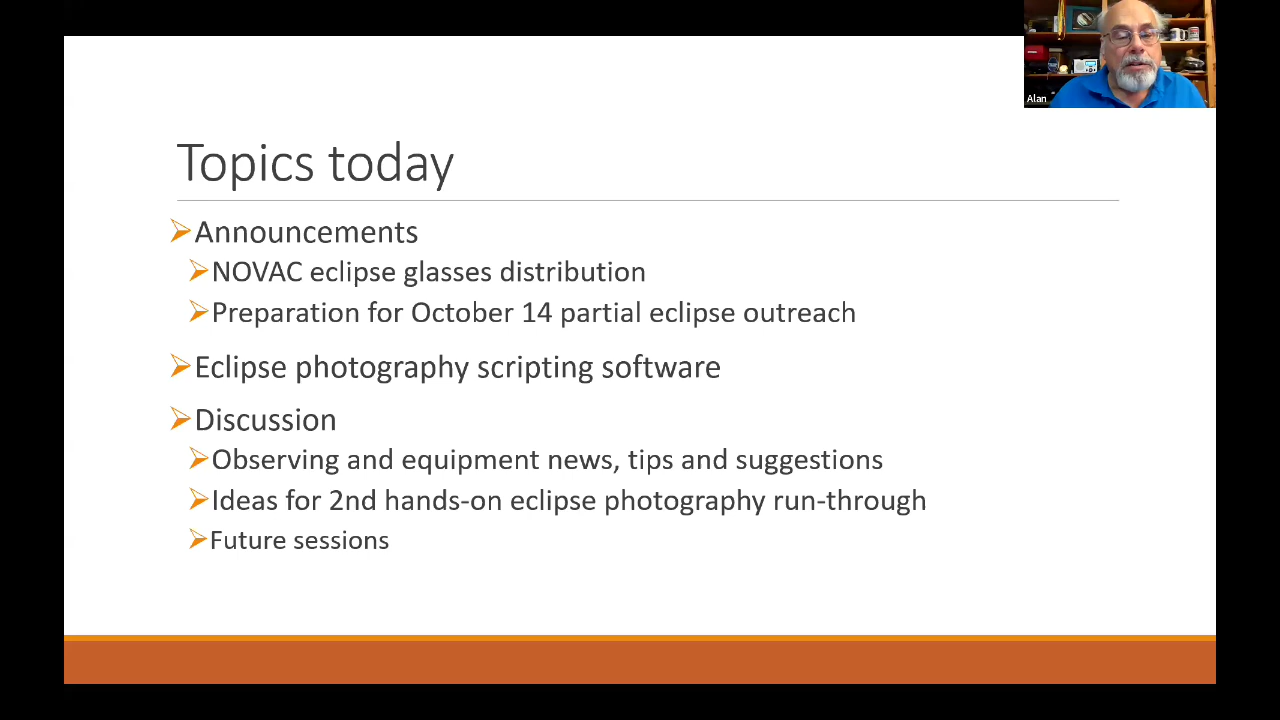 Alan
Topics today
Announcements
NOVAC eclipse glasses distribution
Preparation for October 14 partial eclipse outreach
Eclipse photography scripting software
Discussion
Observing and equipment news, tips and suggestions
Ideas for 2nd hands-on eclipse photography run-through
Future sessions